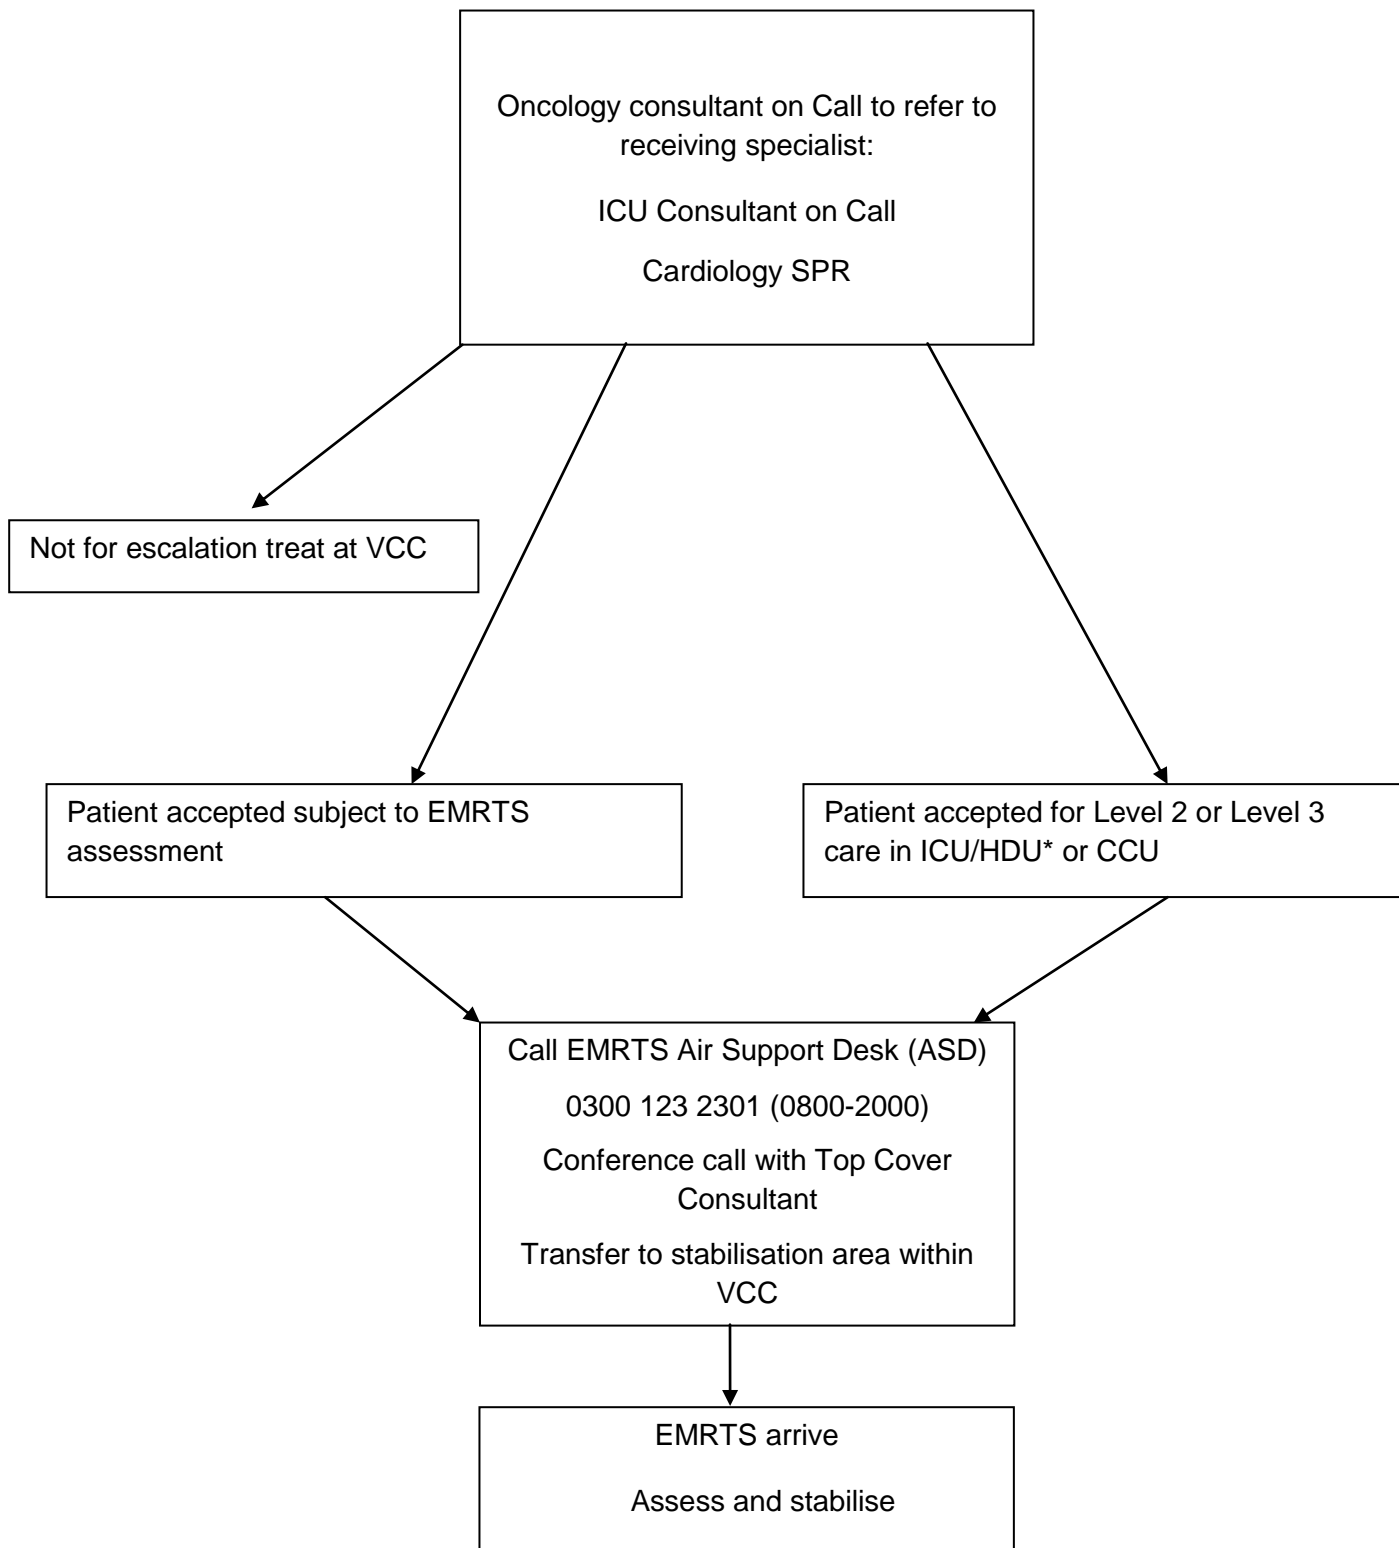 Oncology consultant on Call to refer to
receiving specialist:
ICU Consultant on Call
Cardiology SPR
Not for escalation treat at VCC
Patient accepted subject to EMRTS
assessment
Patient accepted for Level 2 or Level 3
care in ICU/HDU* or CCU
Call EMRTS Air Support Desk (ASD)
0300 123 2301 (0800-2000)
Conference call with Top Cover
Consultant
Transfer to stabilisation area within
VCC
EMRTS arrive
Assess and stabilise